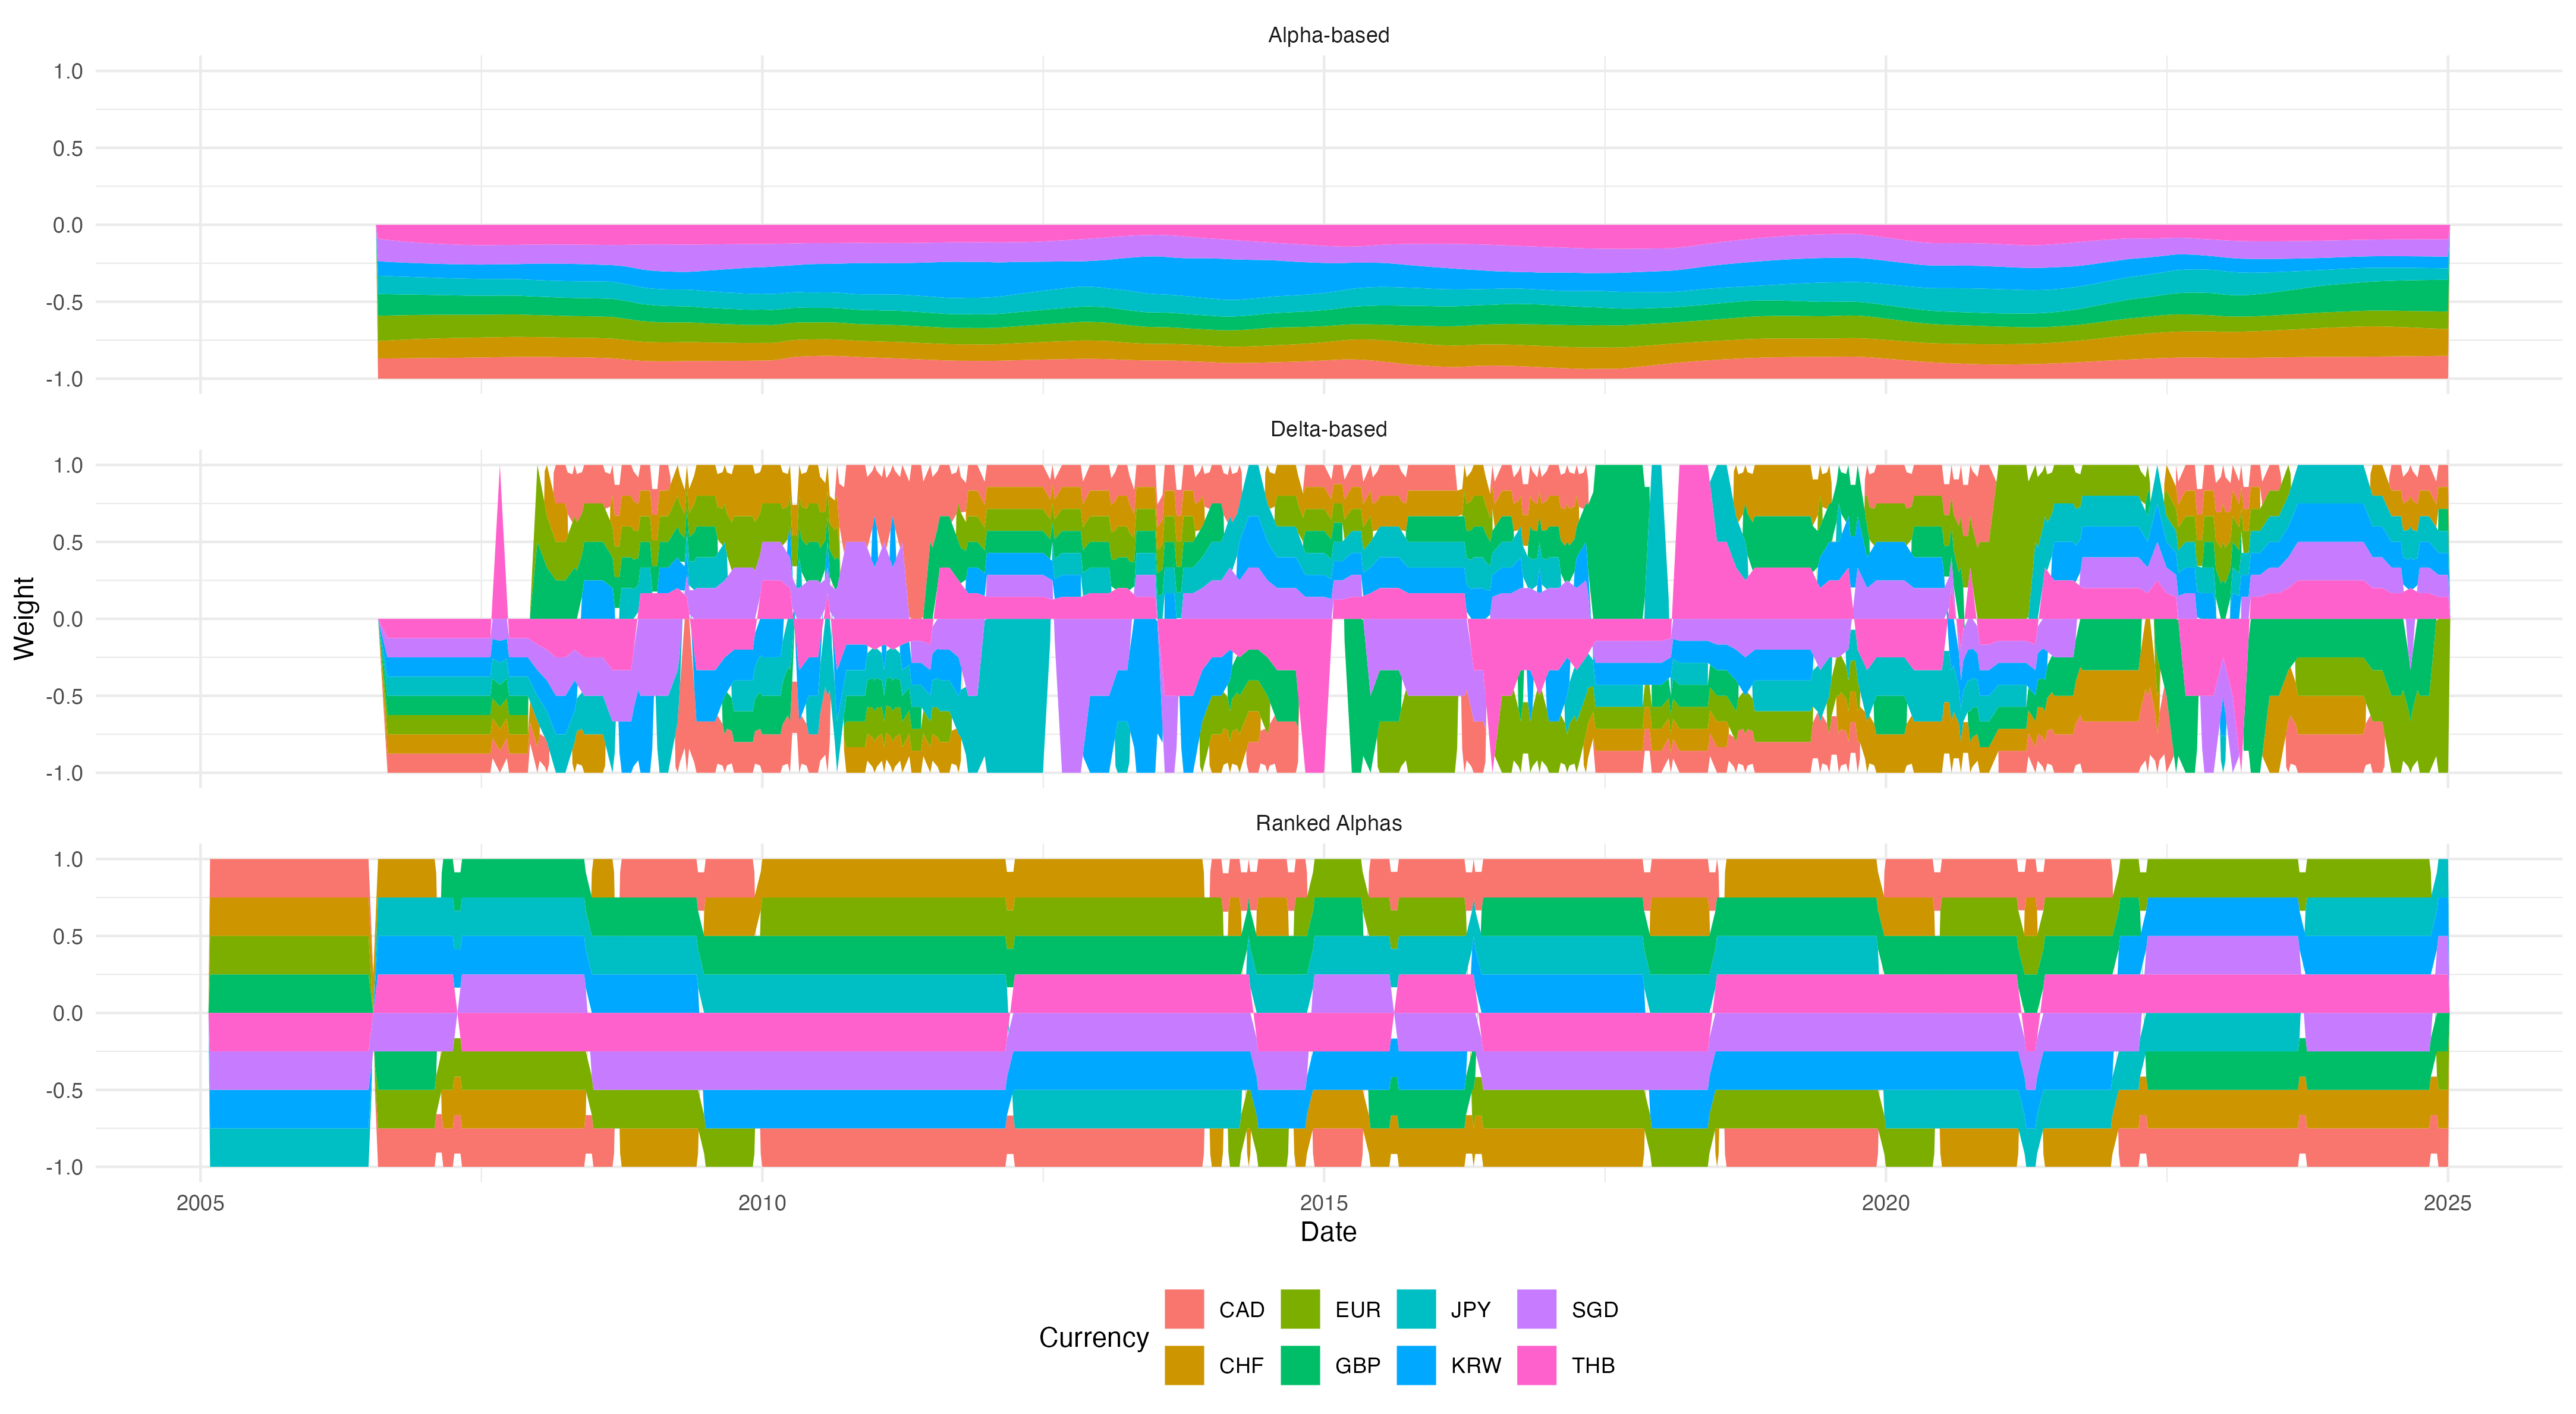 Alpha-based
1.0
0.5
0.0
-0.5
-1.0
Delta-based
1.0
0.5
0.0
-0.5
-1.0
Weight
Ranked Alphas
1.0
0.5
0.0
-0.5
-1.0
2005 2010 2015 2020 2025
Date
Currency
CAD EUR JPY SGD
CHF GBP KRW THB